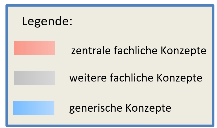 Legende:
zentrale fachliche Konzepte
weitere fachliche Konzepte
generische Konzepte